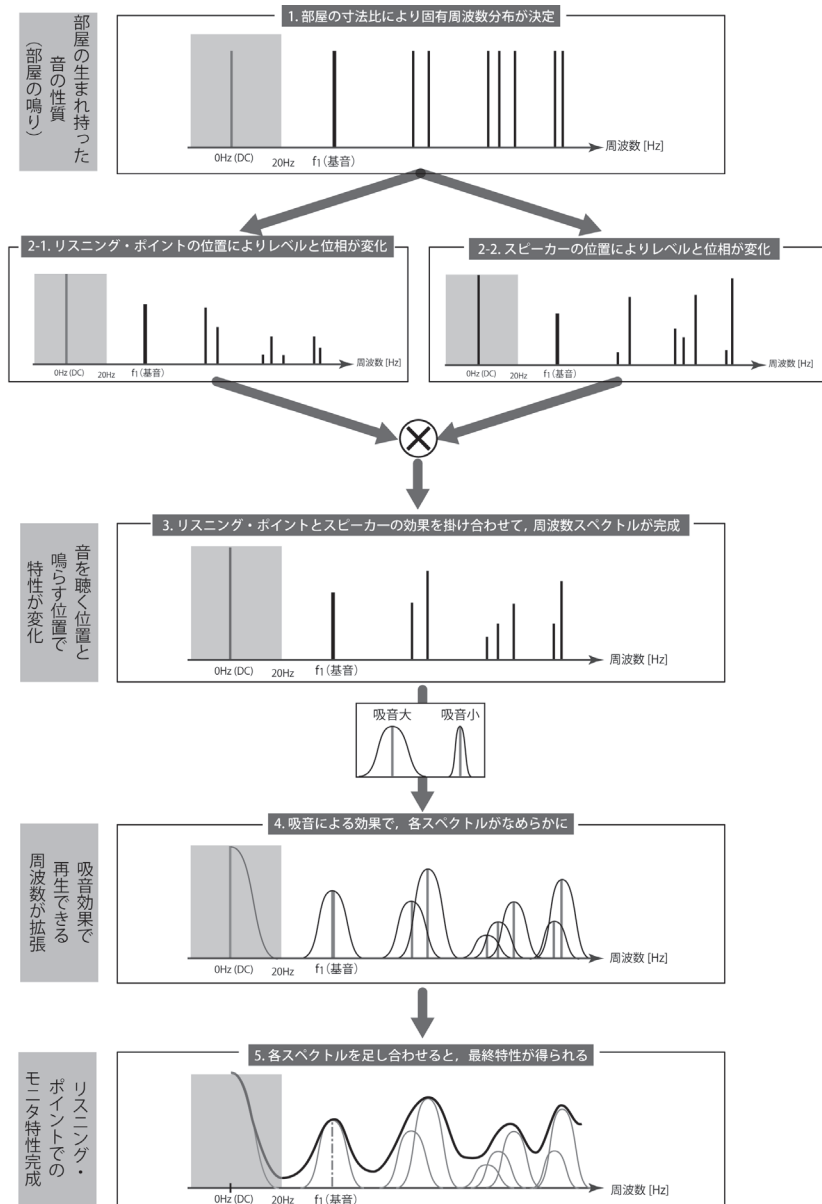 部屋の生まれ持った
音の性質
（部屋の鳴り）
1. 部屋の寸法比により固有周波数分布が決定
周波数 [Hz]
0Hz (DC)
20Hz
f1（基音）
2-1. リスニング・ポイントの位置によりレベルと位相が変化
周波数 [Hz]
0Hz (DC)
20Hz
f1（基音）
2-2. スピーカーの位置によりレベルと位相が変化
周波数 [Hz]
0Hz (DC)
20Hz
f1（基音）
音を聴く位置と
鳴らす位置で
特性が変化
3. リスニング・ポイントとスピーカーの効果を掛け合わせて，周波数スペクトルが完成
周波数 [Hz]
0Hz (DC)
20Hz
f1（基音）
吸音大
吸音小
吸音効果で
再生できる
周波数が拡張
4. 吸音による効果で，各スペクトルがなめらかに
周波数 [Hz]
0Hz (DC)
20Hz
f1（基音）
リスニング・
ポイントでの
モニタ特性完成
5. 各スペクトルを足し合わせると，最終特性が得られる
周波数 [Hz]
0Hz (DC)
20Hz
f1（基音）